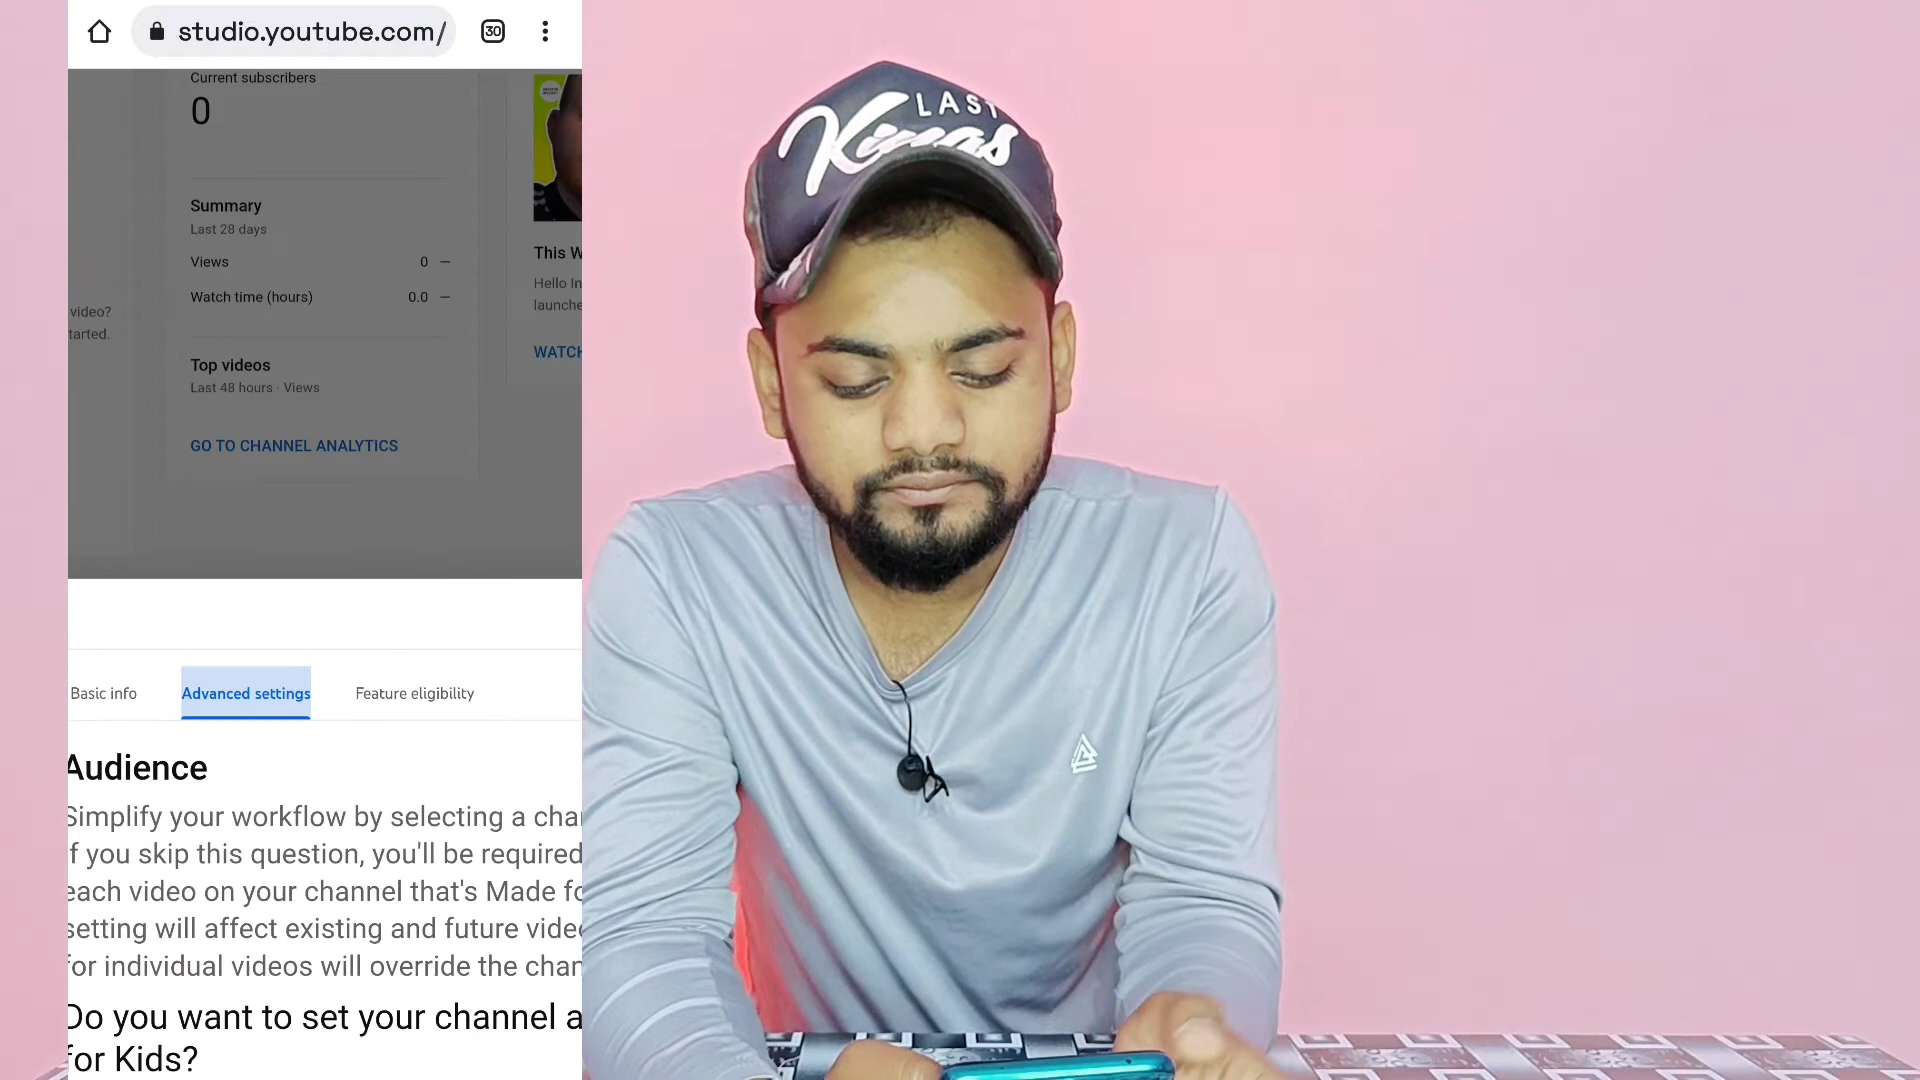 studio.youtube.com/
30
Current subscribers
0
Summary
Last 28 days
Views 0 —
Watch time (hours) 0.0 —
video?
tarted.
Top videos
Last 48 hours · Views
GO TO CHANNEL ANALYTICS
This W
Hello In
launche
WATCH
Basic info
Advanced settings
Feature eligibility
Audience
Simplify your workflow by selecting a cha
f you skip this question, you'll be required
each video on your channel that's Made fo
setting will affect existing and future vide
for individual videos will override the chan
Do you want to set your channel a
for Kids?
LAST
Kings